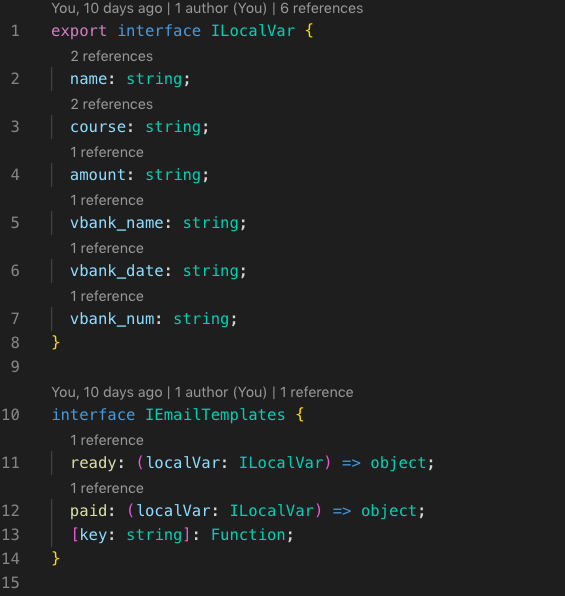 You, 10 days ago | 1 author (You) | 6 references
1 export interface ILocalVar {
2 references
2 name: string;
2 references
3 course: string;
1 reference
4 amount: string;
1 reference
5 vbank_name: string;
1 reference
6 vbank_date: string;
1 reference
7 vbank_num: string;
8 }
9
You, 10 days ago | 1 author (You) | 1 reference
10 interface IEmailTemplates {
1 reference
11 ready: (localVar: ILocalVar) => object;
1 reference
12 paid: (localVar: ILocalVar) => object;
13 [key: string]: Function;
14 }
15